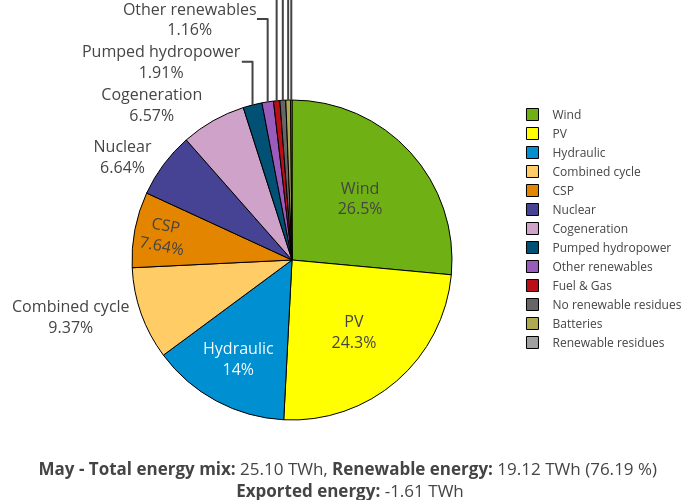 Other renewables
1.16%
Pumped hydropower
1.91%
Cogeneration
6.57%
Nuclear
6.64%
CSP
7.64%
Combined cycle
9.37%
Hydraulic
14%
PV
24.3%
Wind
26.5%
Wind
PV
Hydraulic
Combined cycle
CSP
Nuclear
Cogeneration
Pumped hydropower
Other renewables
Fuel & Gas
No renewable residues
Batteries
Renewable residues
May - Total energy mix: 25.10 TWh, Renewable energy: 19.12 TWh (76.19 %)
Exported energy: -1.61 TWh